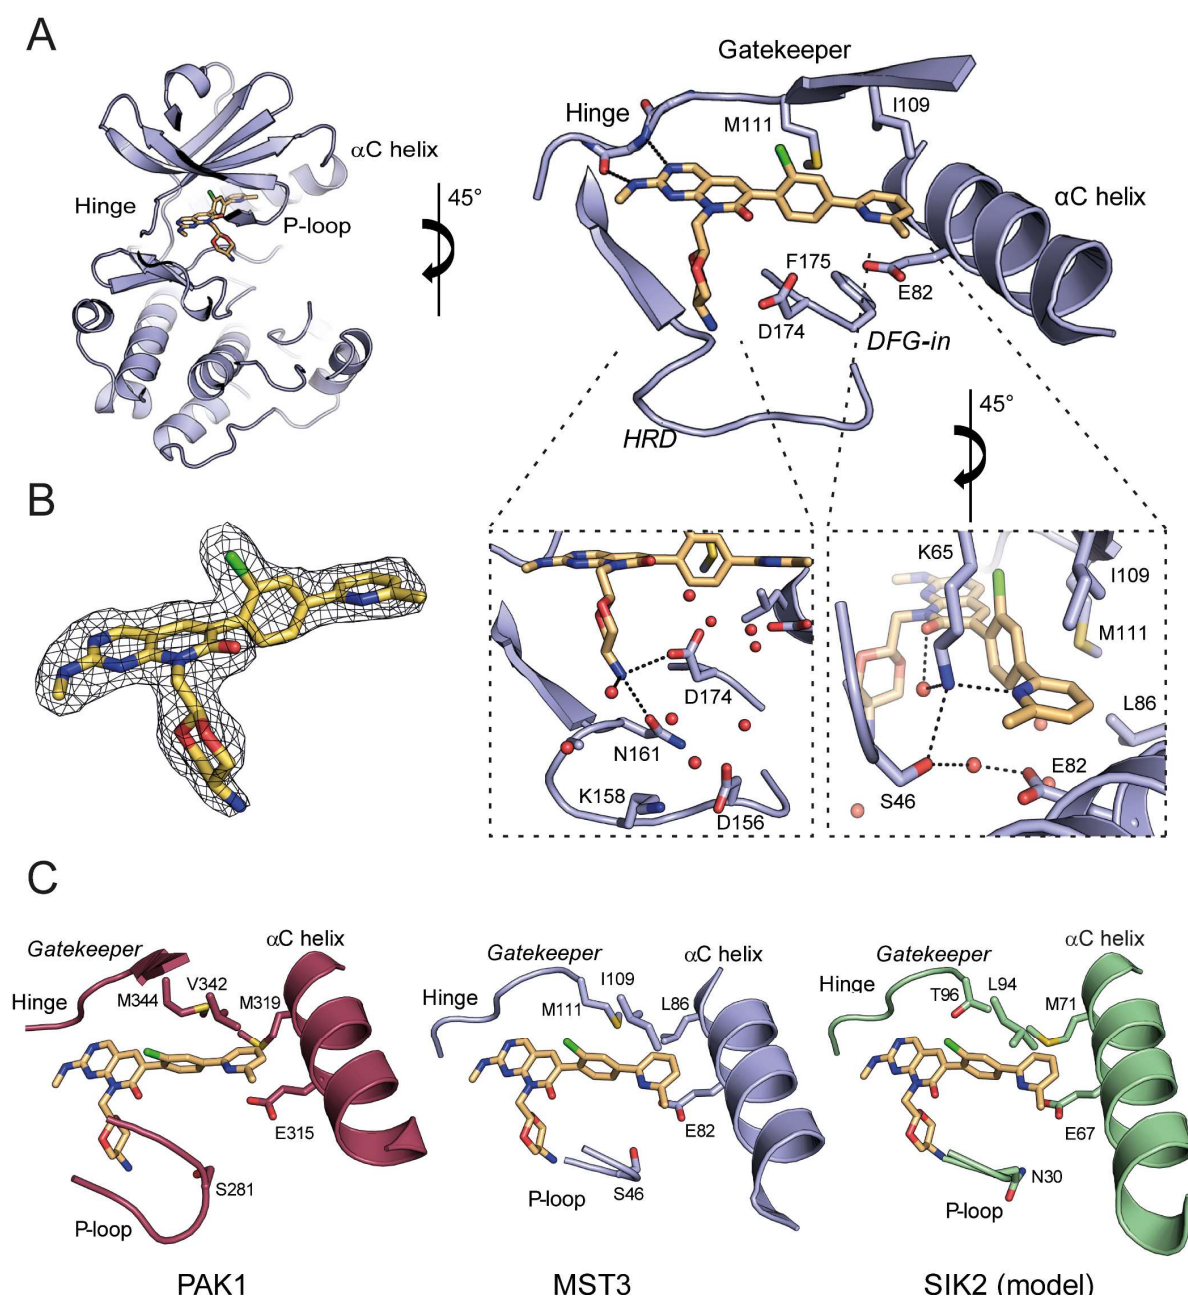 A
Gatekeeper
Hinge
M111
I109
αC helix
Hinge
P-loop
45°
αC helix
F175
E82
D174
DFG-in
HRD
45°
B
K65
I109
M111
D174
L86
N161
E82
K158
S46
D156
C
Gatekeeper
αC helix
Hinge
M344
V342
M319
E315
S281
P-loop
PAK1
Gatekeeper
αC helix
Hinge
I109
M111
L86
E82
S46
P-loop
MST3
Gatekeeper
αC helix
Hinge
T96
L94
M71
E67
N30
P-loop
SIK2 (model)